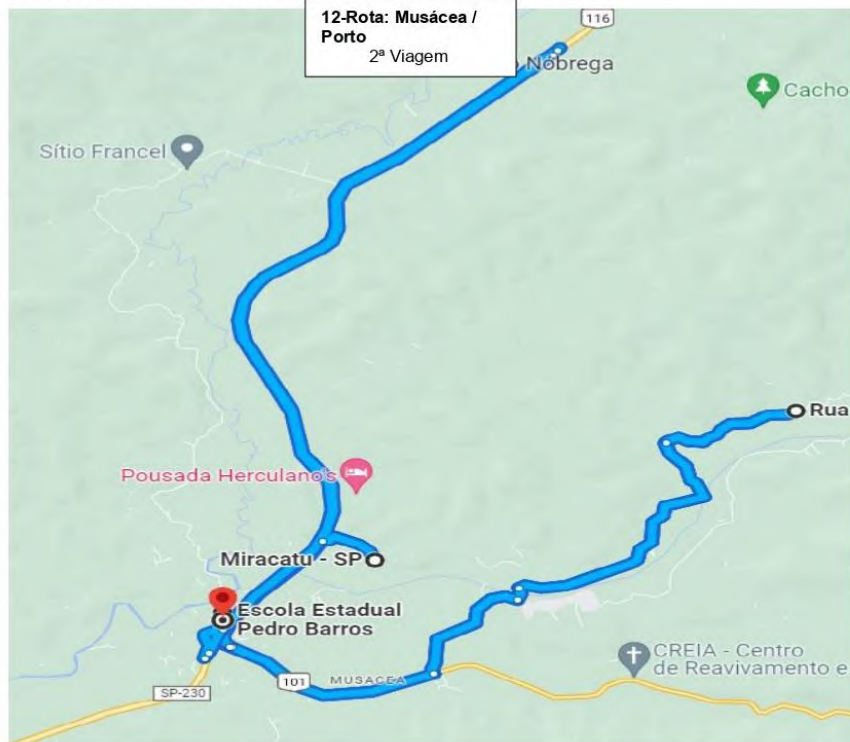 12-Rota: Musácea /
Porto
2ª Viagem
116
Nóbrega
Cacho
Sítio Francel
Rua
Pousada Herculano's
Miracatu - SP
Escola Estadual
Pedro Barros
CREIA - Centro
de Reavivamento e
101
MUSACEA
SP-230